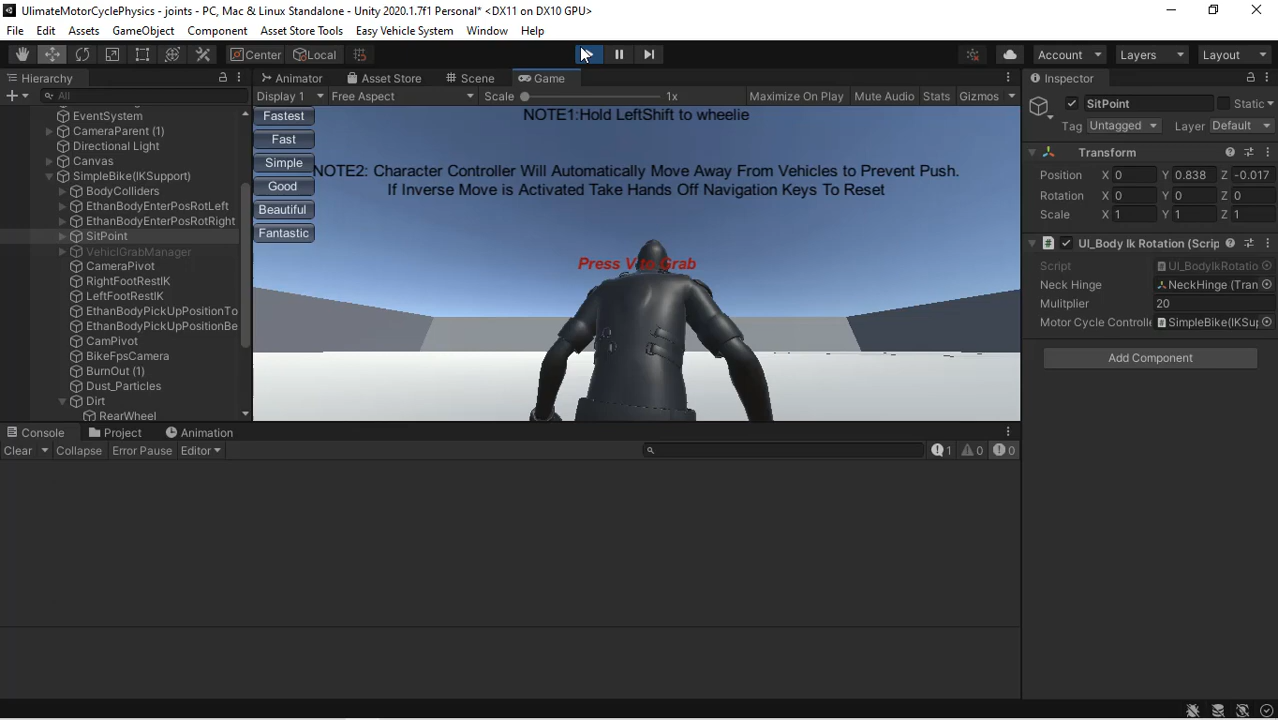 UlimateMotorCyclePhysics - joints - PC, Mac & Linux Standalone - Unity 2020.1.7f1 Personal* <DX11 on DX10 GPU>
File Edit Assets GameObject Component Asset Store Tools Easy Vehicle System Window Help
Center Local Account Layers Layout
Hierarchy
All
EventSystem
CameraParent (1)
Directional Light
Canvas
SimpleBike(IKSupport)
BodyColliders
EthanBodyEnterPosRotLeft
EthanBodyEnterPosRotRight
SitPoint
VehiclGrabManager
CameraPivot
RightFootRestIK
LeftFootRestIK
EthanBodyPickUpPositionTo
EthanBodyPickUpPositionBe
CamPivot
BikeFpsCamera
BurnOut (1)
Dust_Particles
Dirt
RearWheel
Animator Asset Store Scene Game
Display 1 Free Aspect Scale 1x Maximize On Play Mute Audio Stats Gizmos
Fastest
Fast
Simple
Good
Beautiful
Fantastic
NOTE1:Hold LeftShift to wheelie
NOTE2: Character Controller Will Automatically Move Away From Vehicles to Prevent Push.
If Inverse Move is Activated Take Hands Off Navigation Keys To Reset
Press V to Grab
Inspector
SitPoint Static
Tag Untagged Layer Default
Transform
Position X 0 Y 0.838 Z -0.017
Rotation X 0 Y 0 Z 0
Scale X 1 Y 1 Z 1
UI_Body Ik Rotation (Scrip
Script UI_BodyIkRotatio
Neck Hinge NeckHinge (Tran
Mulitplier 20
Motor Cycle Controlle SimpleBike(IKSup
Add Component
Console Project Animation
Clear Collapse Error Pause Editor 1 0 0